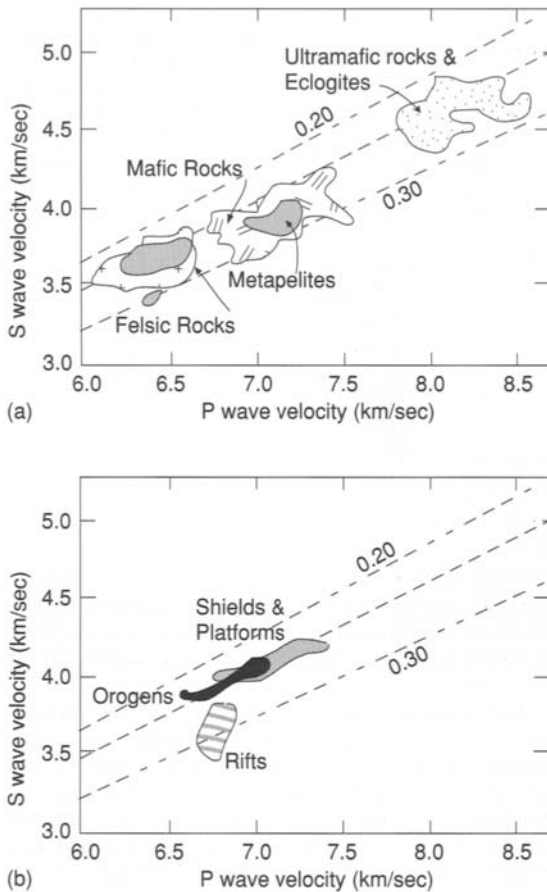 5.0
4.5
4.0
3.5
3.0
S wave velocity (km/sec)
Ultramafic rocks &
Eclogites
0.20
0.30
Mafic Rocks
Metapelites
Felsic Rocks
6.0 6.5 7.0 7.5 8.0 8.5
(a) P wave velocity (km/sec)
5.0
4.5
4.0
3.5
3.0
S wave velocity (km/sec)
0.20
Shields &
Platforms
0.30
Orogens
Rifts
6.0 6.5 7.0 7.5 8.0 8.5
(b) P wave velocity (km/sec)